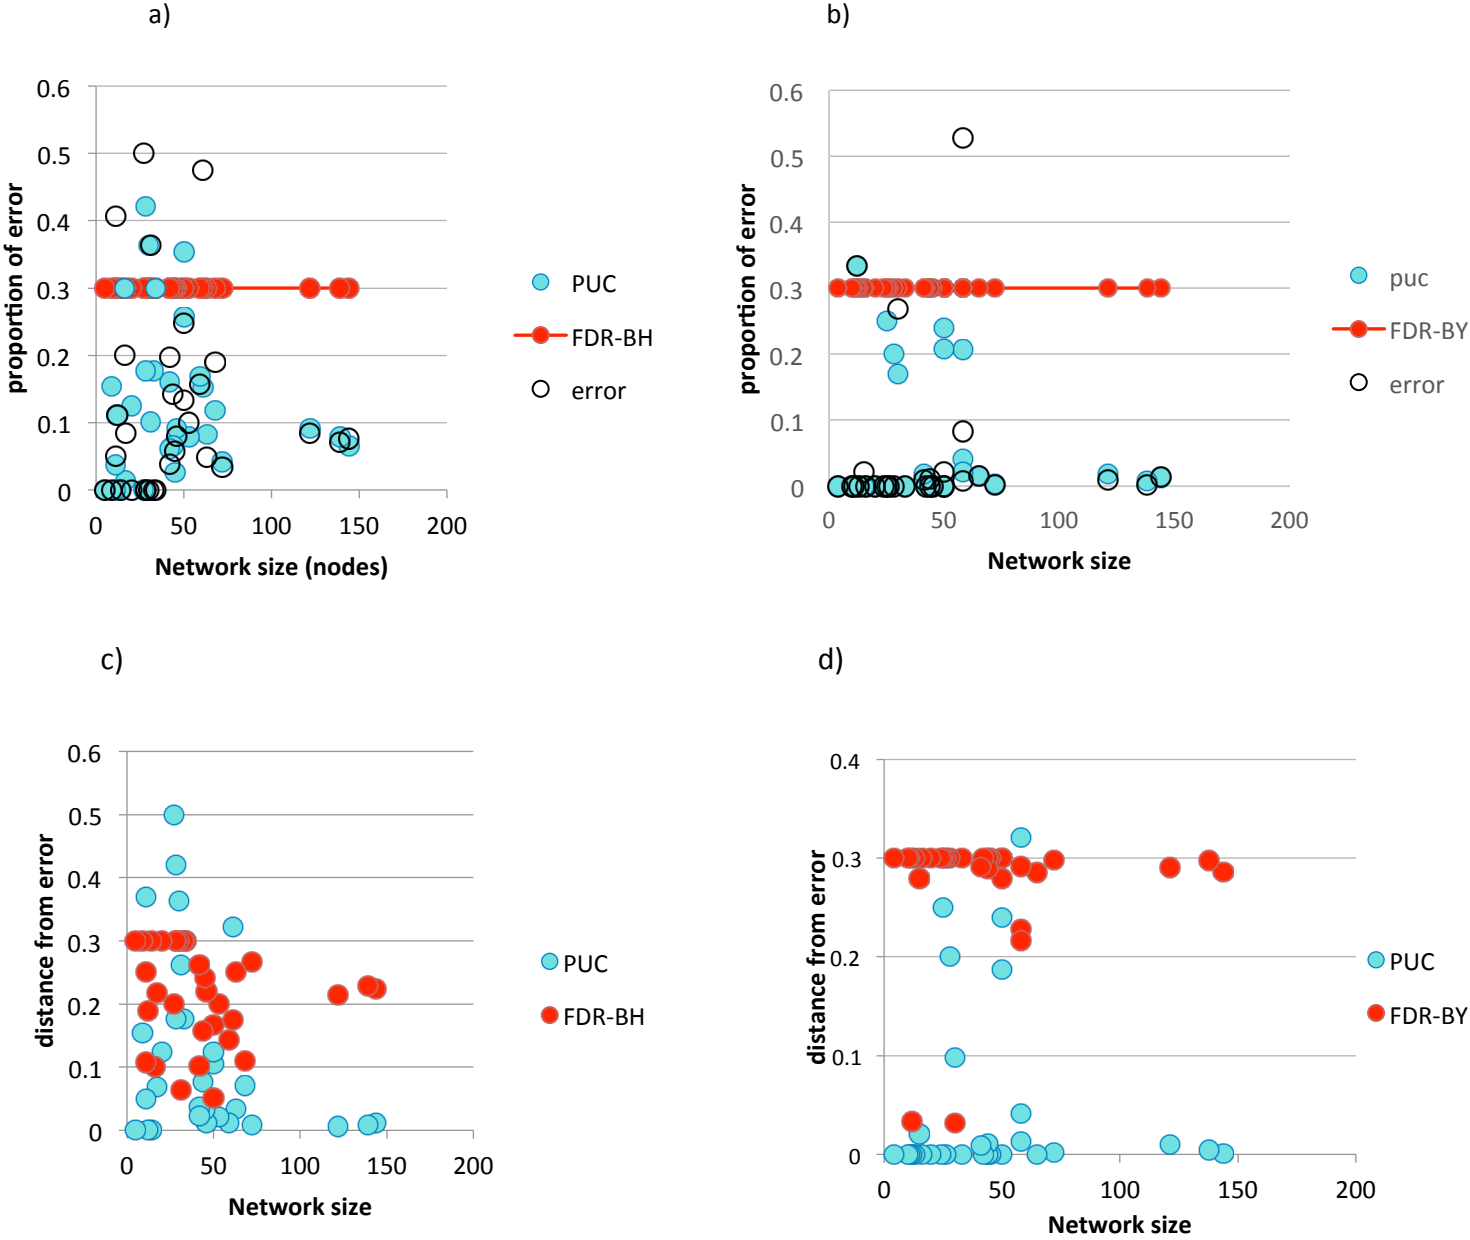 a)
0.6
0.5
0.4
0.3
0.2
0.1
0
0
50
100
150
200
proportion of error
Network size (nodes)
PUC
FDR-BH
error
b)
0.6
0.5
0.4
0.3
0.2
0.1
0
0
50
100
150
200
proportion of error
Network size
puc
FDR-BY
error
c)
0.6
0.5
0.4
0.3
0.2
0.1
0
0
50
100
150
200
distance from error
Network size
PUC
FDR-BH
d)
0.4
0.3
0.2
0.1
0
0
50
100
150
200
distance from error
Network size
PUC
FDR-BY